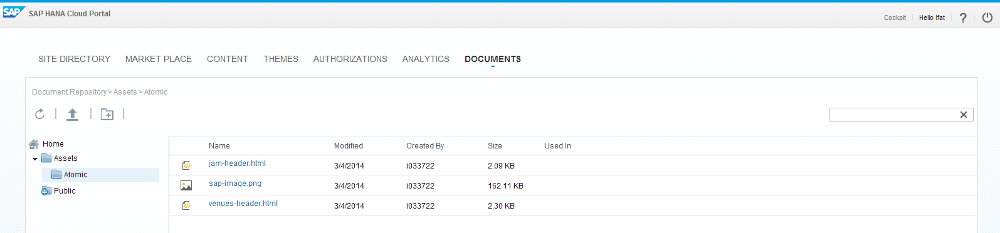 SAP SAP HANA Cloud Portal
Cockpit Hello Ifat ?
SITE DIRECTORY MARKET PLACE CONTENT THEMES AUTHORIZATIONS ANALYTICS DOCUMENTS
Document Repository > Assets > Atomic
Home
Assets
Atomic
Public
Name Modified Created By Size Used In
jam-header.html 3/4/2014 i033722 2.09 KB
sap-image.png 3/4/2014 i033722 162.11 KB
venues-header.html 3/4/2014 i033722 2.30 KB